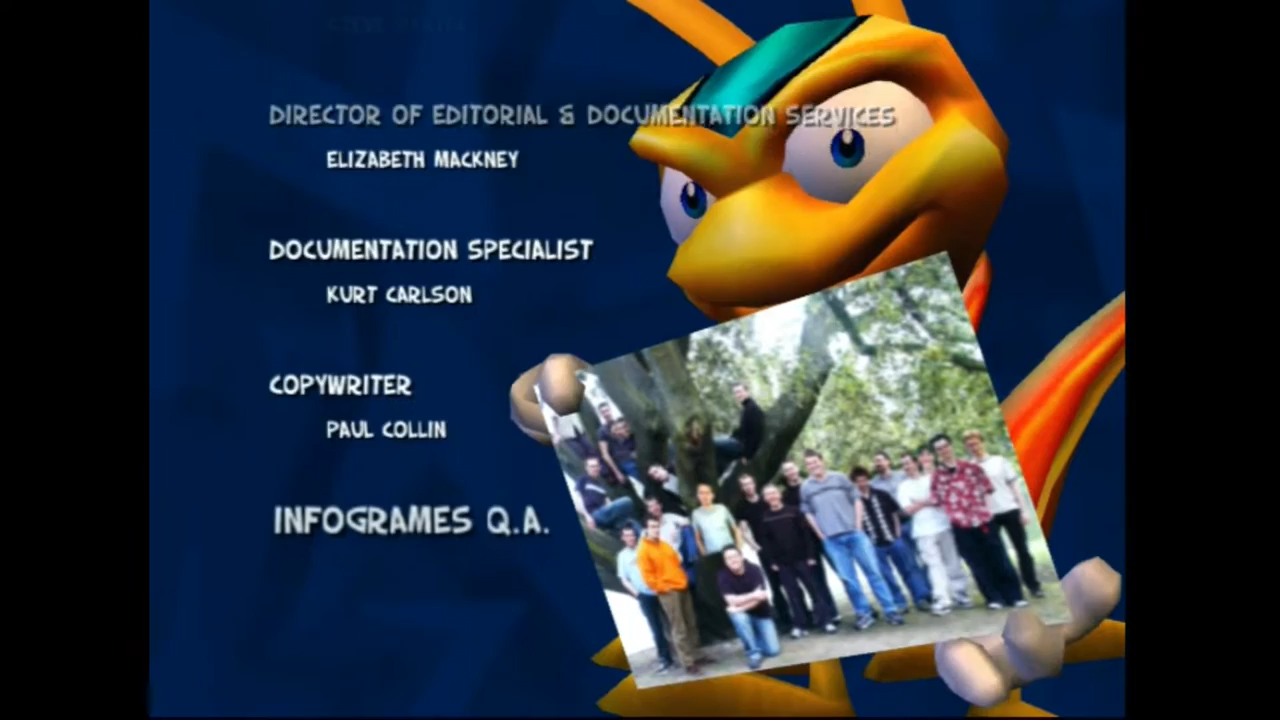 DIRECTOR OF EDITORIAL & DOCUMENTATION SERVICES
ELIZABETH MACKNEY
DOCUMENTATION SPECIALIST
KURT CARLSON
COPYWRITER
PAUL COLLIN
INFOGRAMES Q.A.